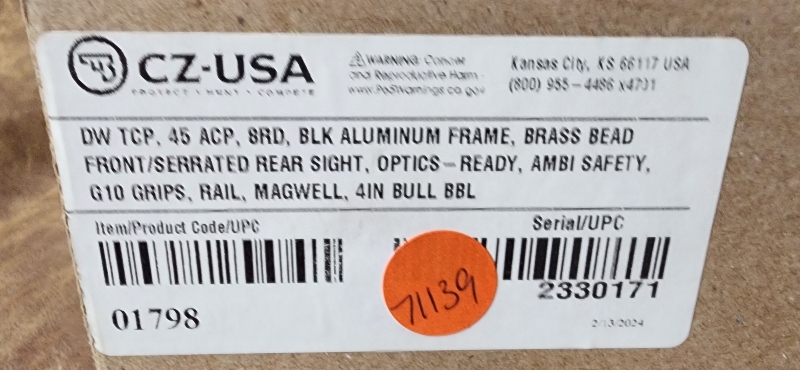 CZ-USA
PROTECT • HUNT • COMPETE
⚠WARNING: Cancer
and Reproductive Harm -
www.P65Warnings.ca.gov
Kansas City, KS 66117 USA
(800) 955-4486 x4701
DW TCP, 45 ACP, 8RD, BLK ALUMINUM FRAME, BRASS BEAD
FRONT/SERRATED REAR SIGHT, OPTICS-READY, AMBI SAFETY,
G10 GRIPS, RAIL, MAGWELL, 4IN BULL BBL
Item/Product Code/UPC
Serial/UPC
01798
71139
2330171
2/13/2024